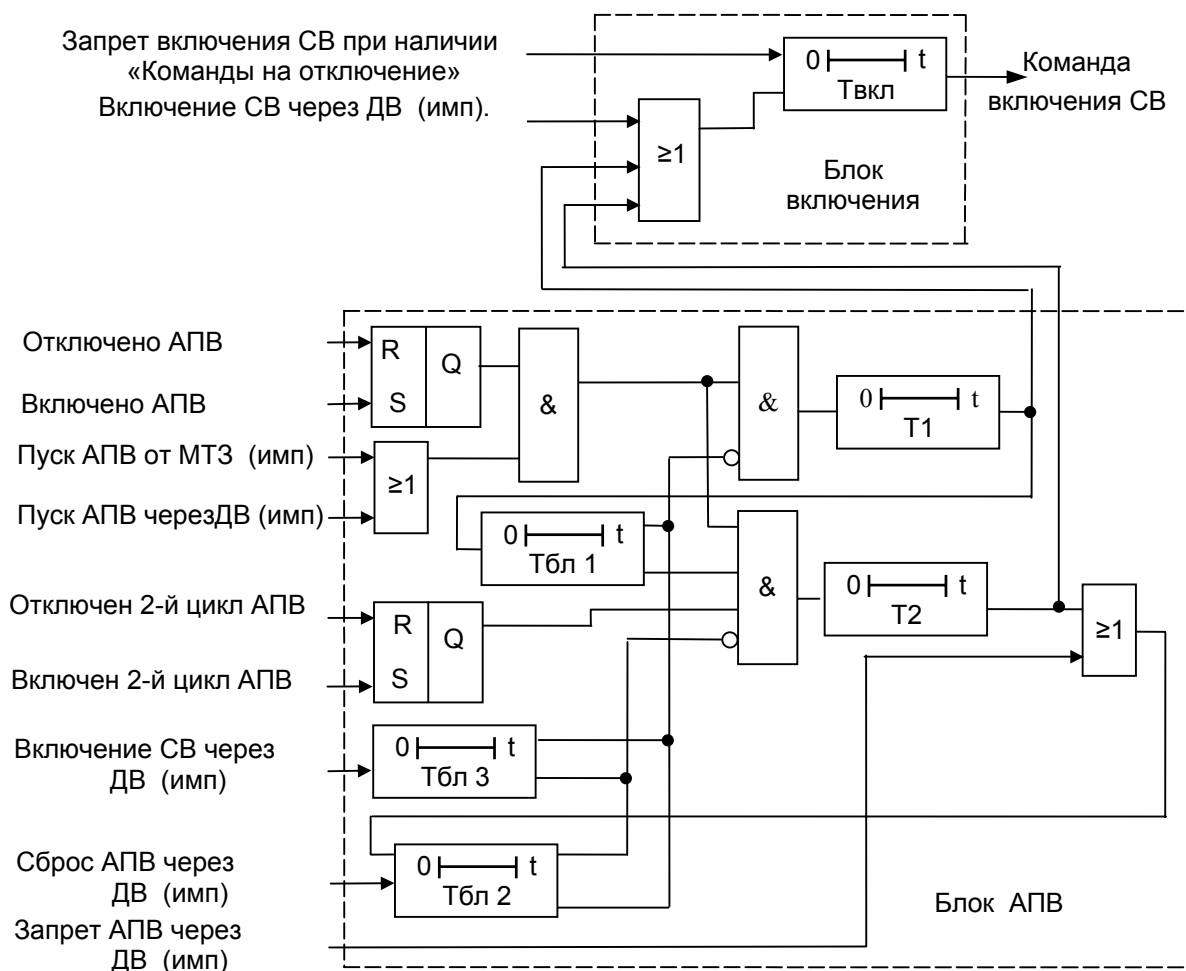 Запрет включения СВ при наличии
«Команды на отключение»
Включение СВ через ДВ (имп).
0 t
Твкл
Команда
включения СВ
≥1
Блок
включения
Отключено АПВ
Включено АПВ
Пуск АПВ от МТЗ (имп)
Пуск АПВ черезДВ (имп)
R
S
Q
≥1
&
&
0 t
Т1
0 t
Тбл 1
&
0 t
Т2
≥1
Отключен 2-й цикл АПВ
Включен 2-й цикл АПВ
R
S
Q
Включение СВ через
ДВ (имп)
0 t
Тбл 3
Сброс АПВ через
ДВ (имп)
0 t
Тбл 2
Запрет АПВ через
ДВ (имп)
Блок АПВ